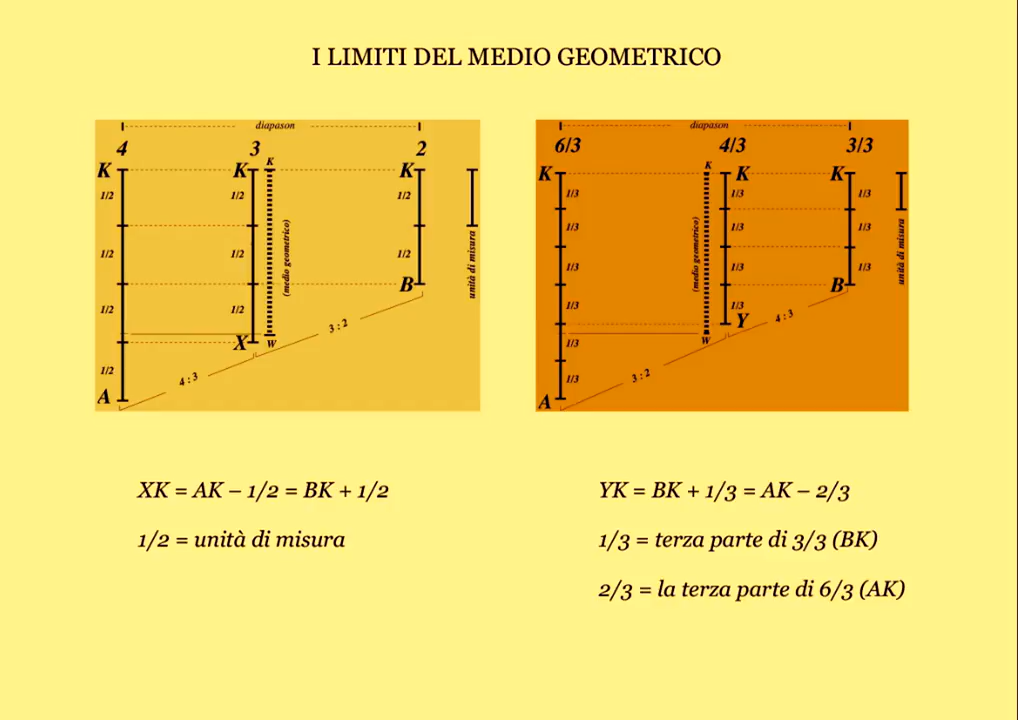 I LIMITI DEL MEDIO GEOMETRICO
diapason
4 3 2
K K K K
1/2 1/2 1/2
1/2 1/2 1/2
1/2 1/2
1/2
(medio geometrico)
unità di misura
B
X W
A
4 : 3
3 : 2
diapason
6/3 4/3 3/3
K K K K
1/3 1/3 1/3
1/3 1/3 1/3
1/3 1/3 1/3
1/3 1/3
1/3
1/3
(medio geometrico)
unità di misura
B
Y
W
A
3 : 2
4 : 3
XK = AK – 1/2 = BK + 1/2
1/2 = unità di misura
YK = BK + 1/3 = AK – 2/3
1/3 = terza parte di 3/3 (BK)
2/3 = la terza parte di 6/3 (AK)